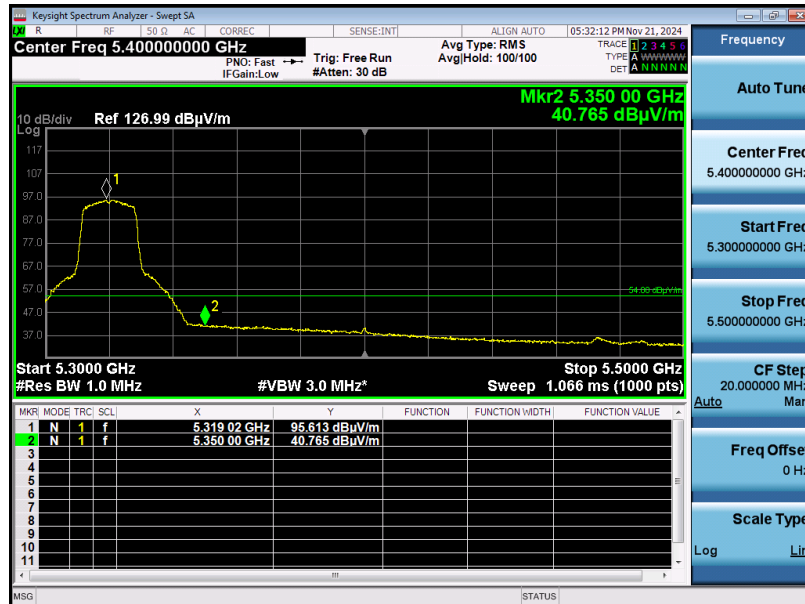 Keysight Spectrum Analyzer - Swept SA
LXI R RF 50 Ω AC CORREC SENSE:INT ALIGN AUTO 05:32:12 PM Nov 21, 2024
Center Freq 5.400000000 GHz
PNO: Fast
IFGain:Low
Trig: Free Run
#Atten: 30 dB
Avg Type: RMS
Avg|Hold: 100/100
TRACE 1 2 3 4 5 6
TYPE A WWWWW
DET A N N N N N
Mkr2 5.350 00 GHz
40.765 dBµV/m
10 dB/div Ref 126.99 dBµV/m
Log
117
107
97.0
87.0
77.0
67.0
57.0
47.0
37.0
1
2
54.00 dBµV/m
Start 5.3000 GHz Stop 5.5000 GHz
#Res BW 1.0 MHz #VBW 3.0 MHz* Sweep 1.066 ms (1000 pts)
MKR MODE TRC SCL X Y FUNCTION FUNCTION WIDTH FUNCTION VALUE
1 N 1 f 5.319 02 GHz 95.613 dBµV/m
2 N 1 f 5.350 00 GHz 40.765 dBµV/m
3
4
5
6
7
8
9
10
11
MSG STATUS
Frequency
Auto Tune
Center Freq
5.400000000 GHz
Start Freq
5.300000000 GHz
Stop Freq
5.500000000 GHz
CF Step
20.000000 MHz
Auto Man
Freq Offset
0 Hz
Scale Type
Log Lin